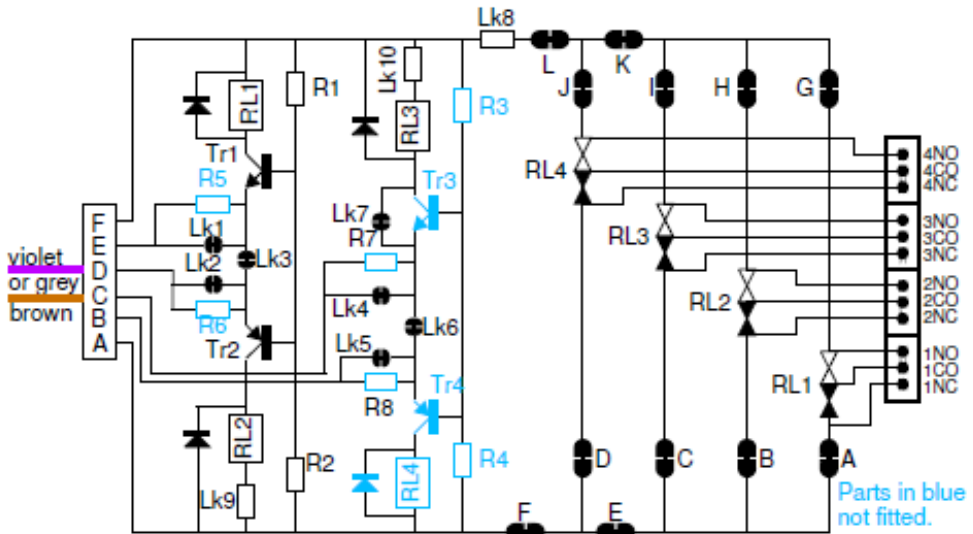 Lk8
L
K
Lk10
RL1
R1
RL3
R3
J
I
H
G
Tr1
R5
Tr3
RL4
4NO
4CO
4NC
F
E
D
C
B
A
violet
or grey
brown
Lk1
Lk2
Lk3
Lk7
R7
RL3
3NO
3CO
3NC
R6
Tr2
Lk4
Lk6
RL2
2NO
2CO
2NC
Lk5
R8
Tr4
RL1
1NO
1CO
1NC
RL2
R2
RL4
R4
D
C
B
A
Lk9
F
E
Parts in blue
not fitted.